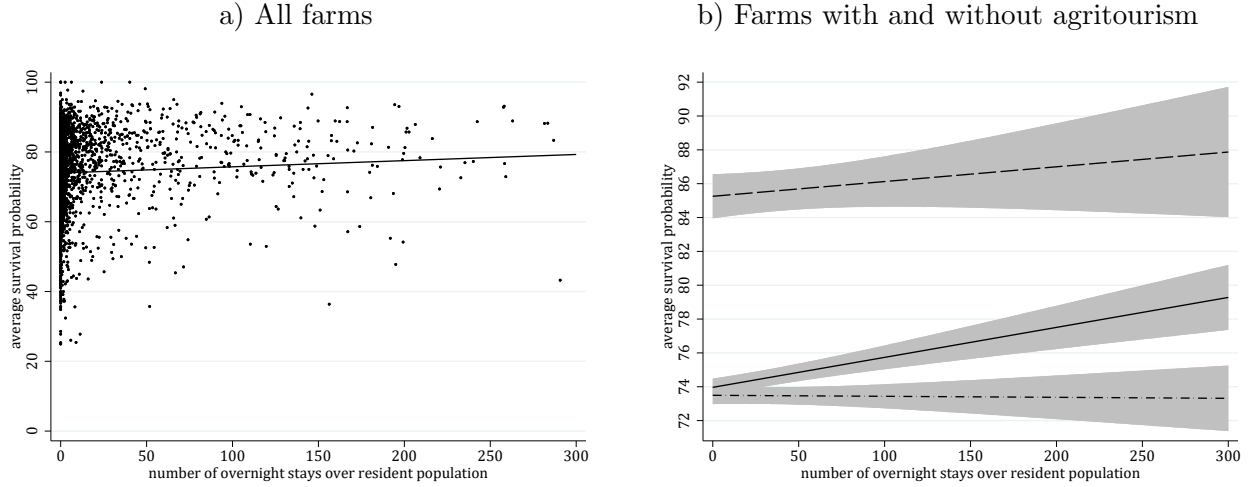 a) All farms
average survival probability
100
80
60
40
20
0
0 50 100 150 200 250 300
number of overnight stays over resident population
b) Farms with and without agritourism
average survival probability
92
90
88
86
84
82
80
78
76
74
72
0 50 100 150 200 250 300
number of overnight stays over resident population